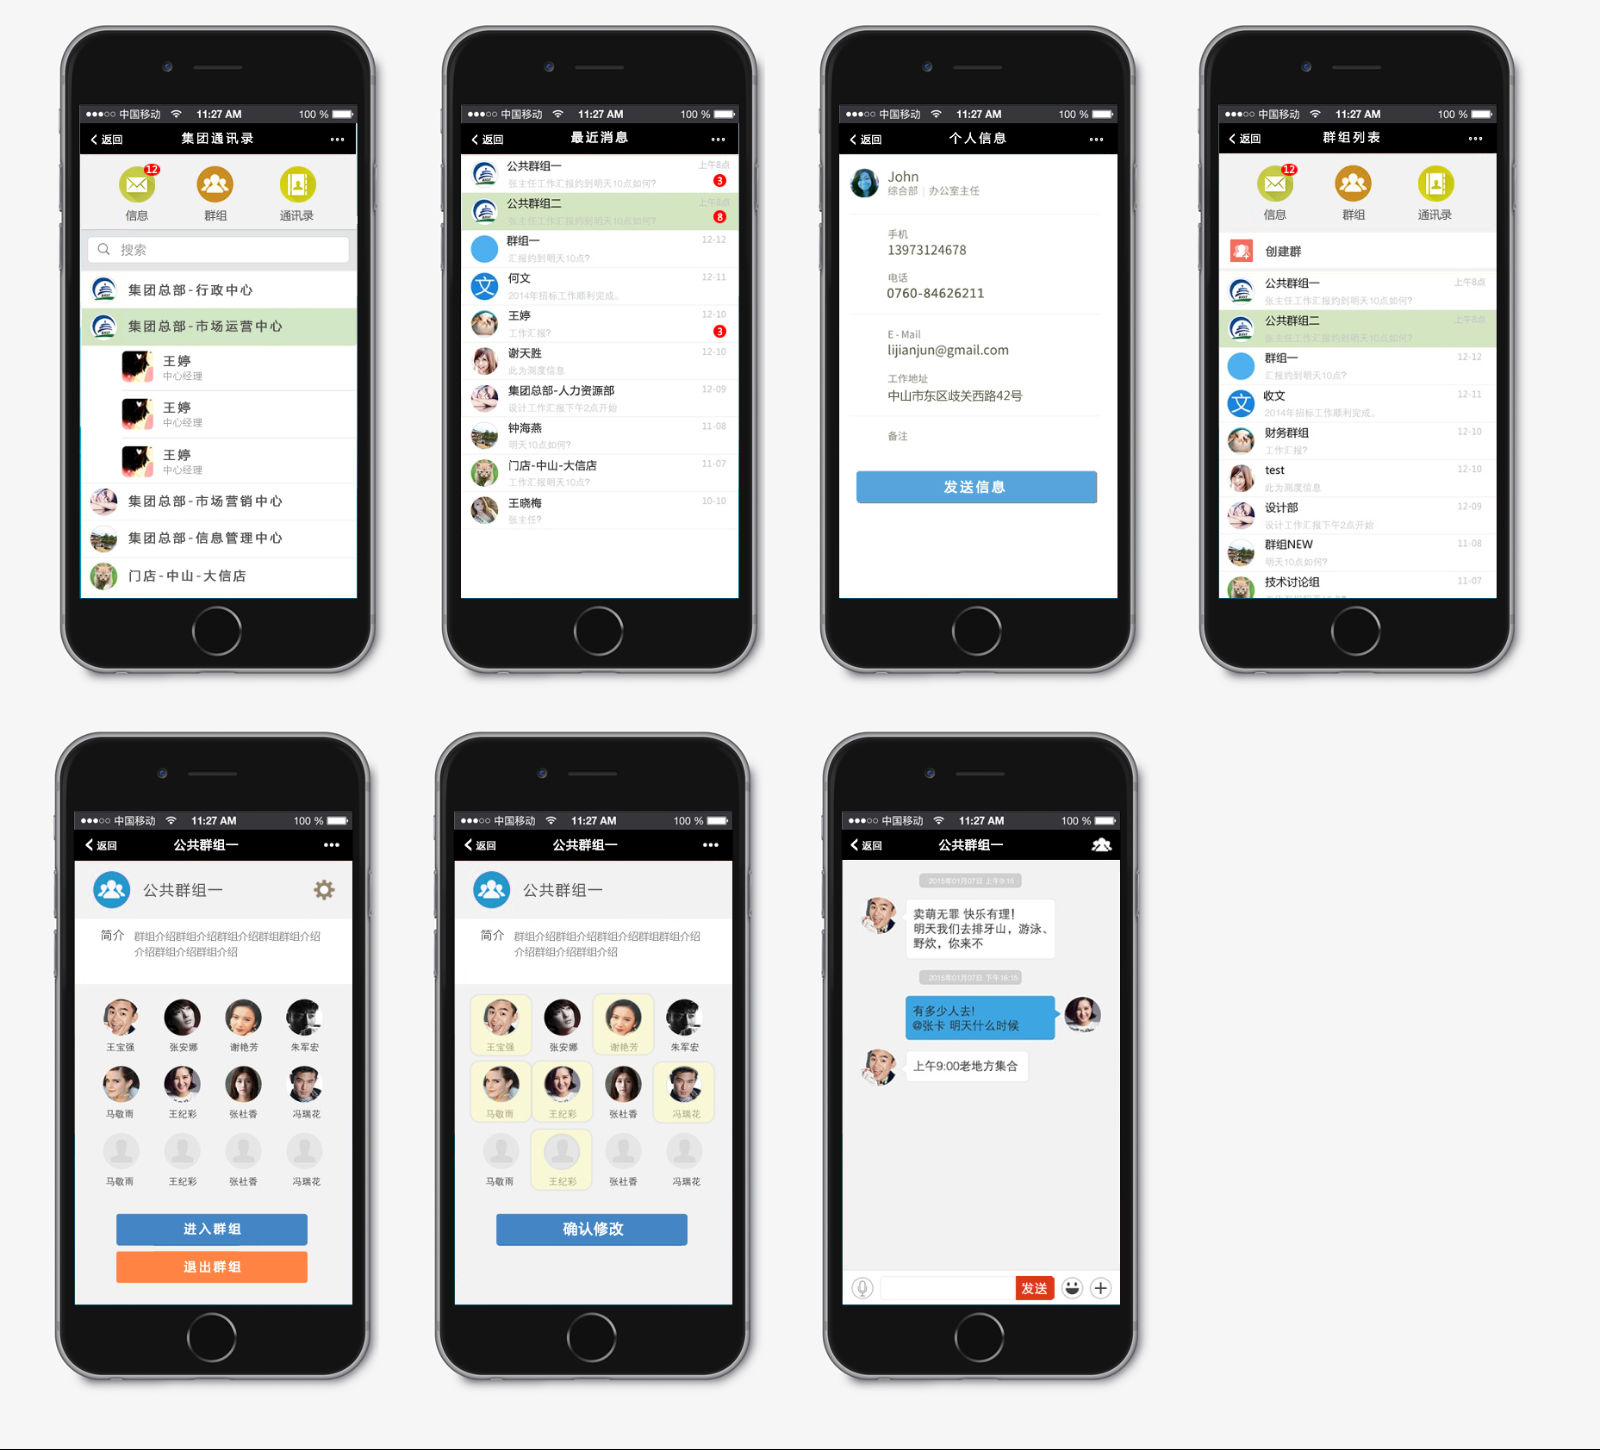 ●●●○○ 中国移动 11:27 AM 100 %
返回 集团通讯录 •••
12
信息 群组 通讯录
搜索
集团总部-行政中心
集团总部-市场运营中心
王婷
中心经理
王婷
中心经理
王婷
中心经理
集团总部-市场营销中心
集团总部-信息管理中心
门店-中山-大信店
●●●○○ 中国移动 11:27 AM 100 %
返回 最近消息 •••
公共群组一 上午8点
张主任工作汇报约到明天10点如何? 3
公共群组二 上午8点
张主任工作汇报约到明天10点如何? 8
群组一 12-12
汇报约到明天10点?
文 何文 12-11
2014年招标工作顺利完成。
王婷 12-10
工作汇报? 3
谢天胜 12-10
此为测度信息
集团总部-人力资源部 12-09
设计工作汇报下午2点开始
钟海燕 11-08
明天10点如何?
门店-中山-大信店 11-07
工作汇报明天10点?
王晓梅 10-10
张主任?
●●●○○ 中国移动 11:27 AM 100 %
返回 个人信息 •••
John
综合部 | 办公室主任
手机
13973124678
电话
0760-84626211
E - Mail
lijianjun@gmail.com
工作地址
中山市东区歧关西路42号
备注
发送信息
●●●○○ 中国移动 11:27 AM 100 %
返回 群组列表 •••
12
信息 群组 通讯录
创建群
公共群组一 上午8点
张主任工作汇报约到明天10点如何?
公共群组二 上午8点
张主任工作汇报约到明天10点如何?
群组一 12-12
汇报约到明天10点?
文 收文 12-11
2014年招标工作顺利完成。
财务群组 12-10
工作汇报?
test 12-10
此为测度信息
设计部 12-09
设计工作汇报下午2点开始
群组NEW 11-08
明天10点如何?
技术讨论组 11-07
●●●○○ 中国移动 11:27 AM 100 %
返回 公共群组一 •••
公共群组一
简介 群组介绍群组介绍群组介绍群组群组介绍
介绍群组介绍群组介绍
王宝强 张安娜 谢艳芳 朱军宏
马敬雨 王纪彩 张社香 冯瑞花
马敬雨 王纪彩 张社香 冯瑞花
进入群组
退出群组
●●●○○ 中国移动 11:27 AM 100 %
返回 公共群组一 •••
公共群组一
简介 群组介绍群组介绍群组介绍群组群组介绍
介绍群组介绍群组介绍
王宝强 张安娜 谢艳芳 朱军宏
马敬雨 王纪彩 张社香 冯瑞花
马敬雨 王纪彩 张社香 冯瑞花
确认修改
●●●○○ 中国移动 11:27 AM 100 %
返回 公共群组一
2015年01月07日 上午9:15
卖萌无罪 快乐有理!
明天我们去排牙山, 游泳、
野炊, 你来不
2015年01月07日 下午16:15
有多少人去!
@张卡 明天什么时候
上午9:00老地方集合
发送